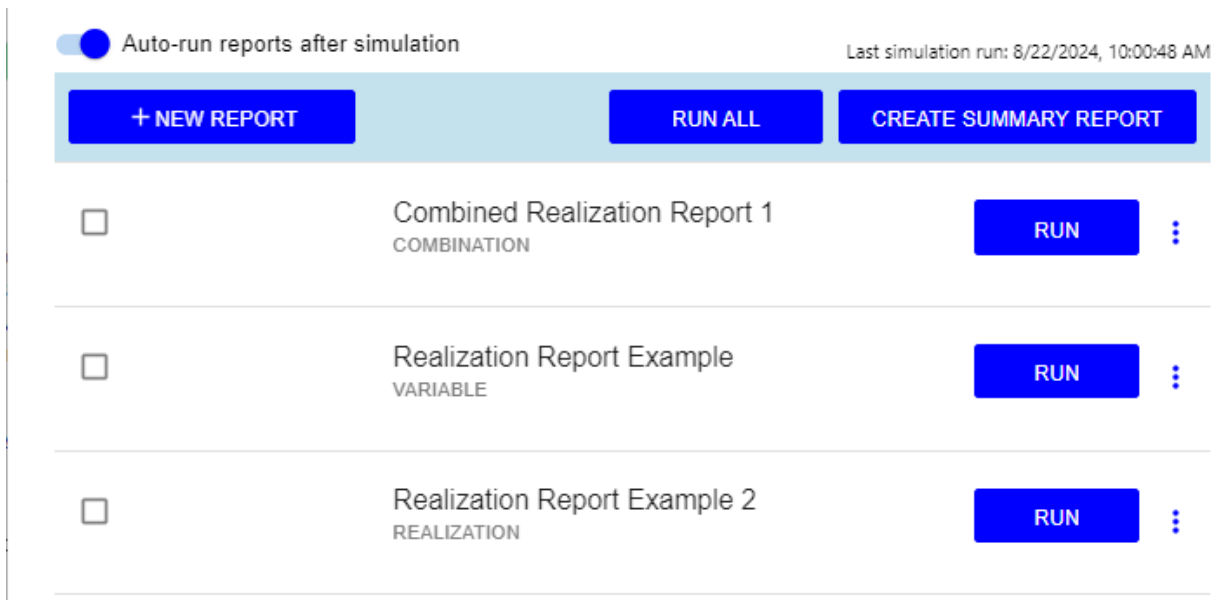 Auto-run reports after simulation
Last simulation run: 8/22/2024, 10:00:48 AM
+ NEW REPORT
RUN ALL
CREATE SUMMARY REPORT
Combined Realization Report 1
COMBINATION
RUN
Realization Report Example
VARIABLE
RUN
Realization Report Example 2
REALIZATION
RUN